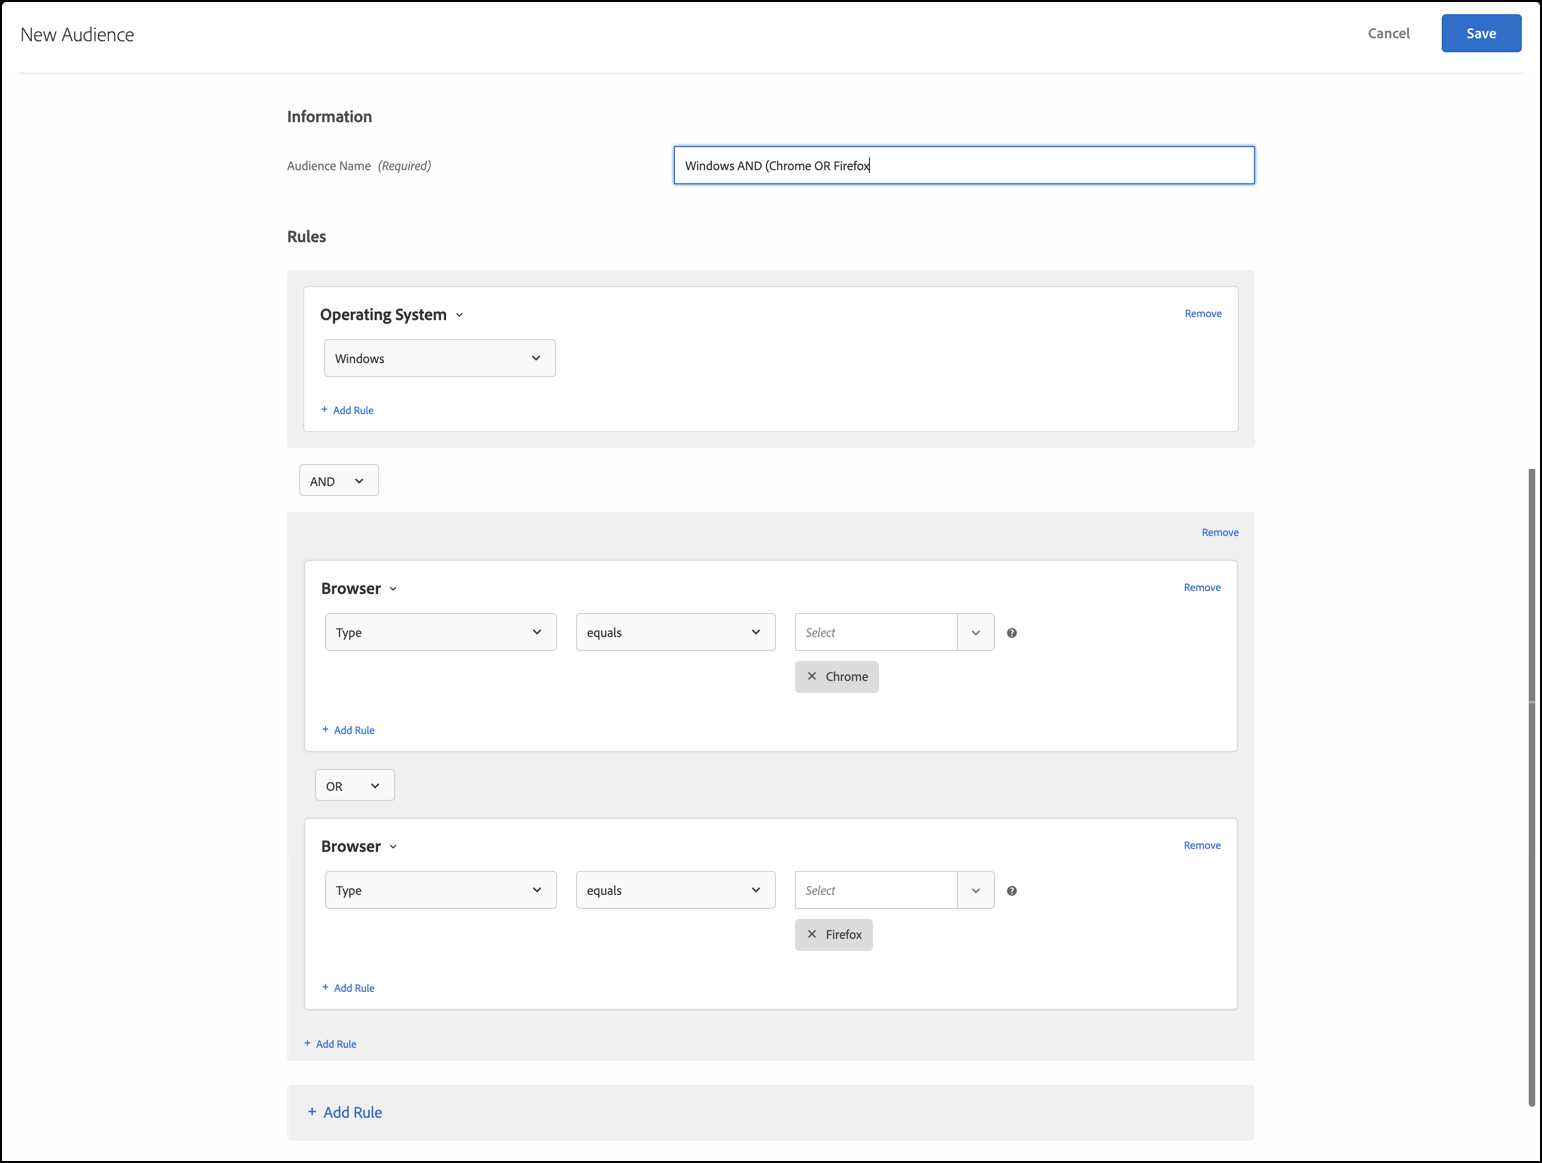 New Audience
Cancel
Save
Information
Audience Name (Required)
Windows AND (Chrome OR Firefox
Rules
Operating System
Remove
Windows
+ Add Rule
AND
Remove
Browser
Remove
Type
equals
Select
?
✕ Chrome
+ Add Rule
OR
Browser
Remove
Type
equals
Select
?
✕ Firefox
+ Add Rule
+ Add Rule
+ Add Rule